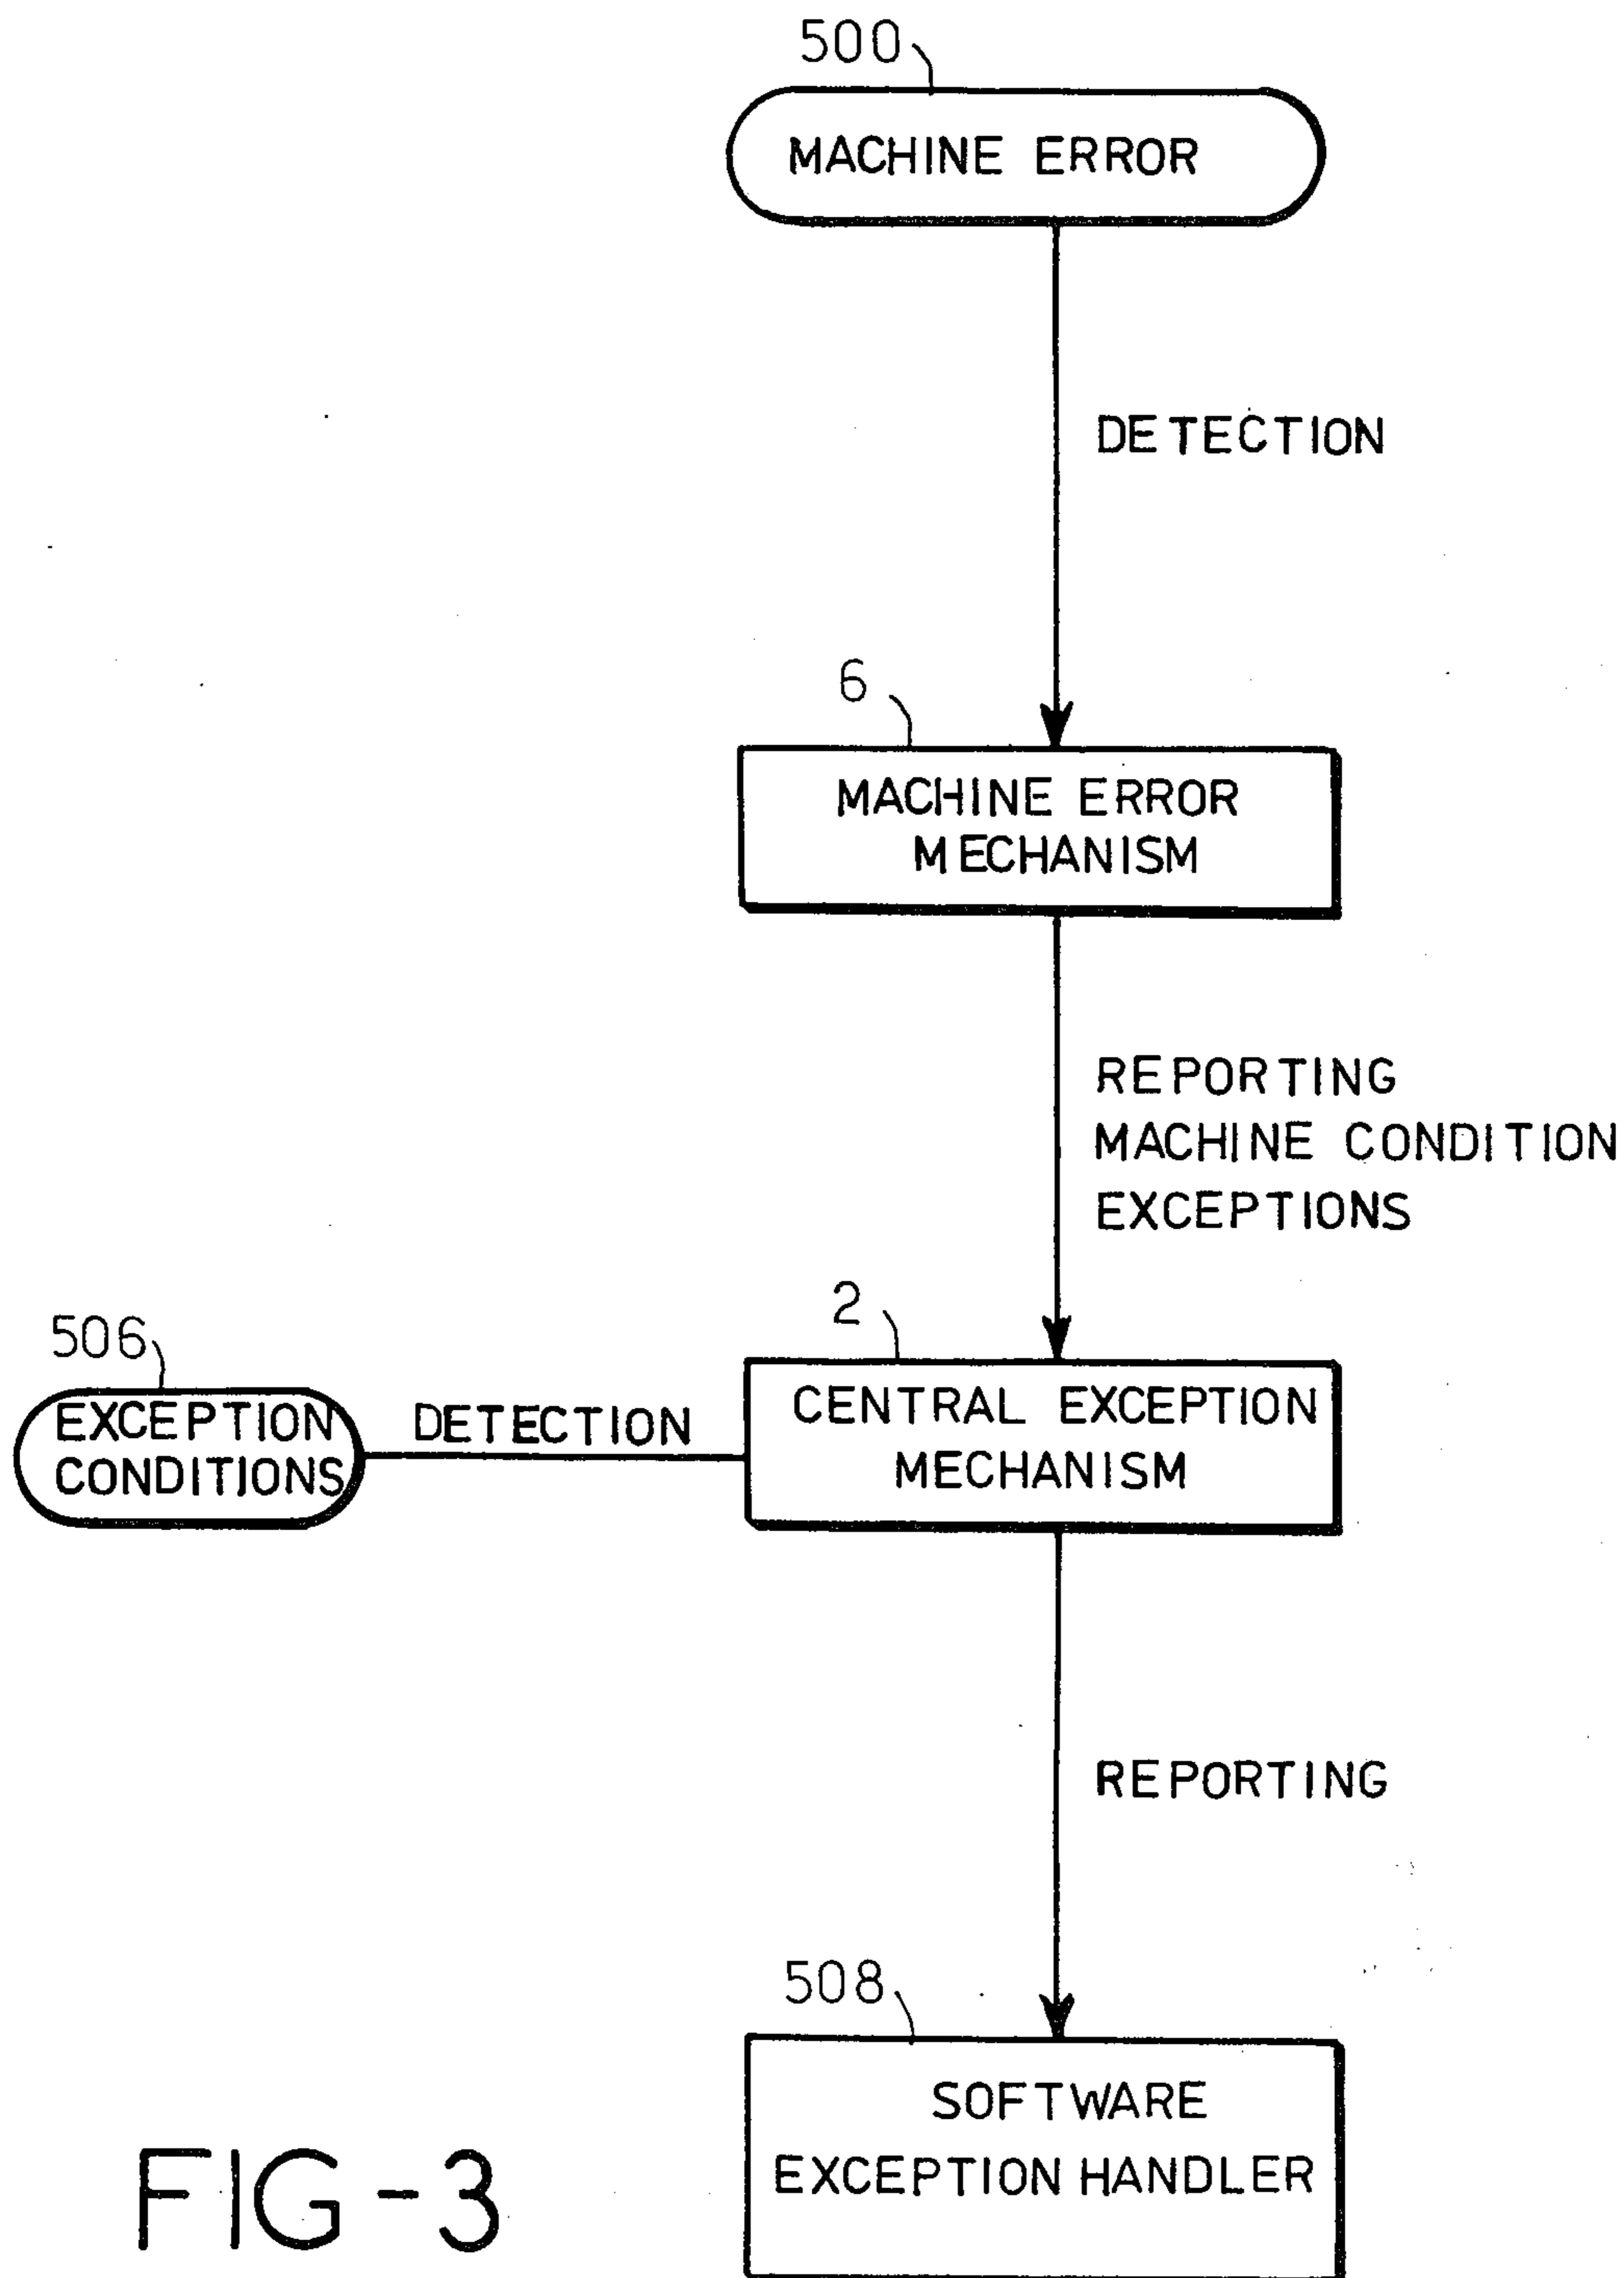 500
MACHINE ERROR
DETECTION
6
MACHINE ERROR
MECHANISM
REPORTING
MACHINE CONDITION
EXCEPTIONS
2
506
EXCEPTION
CONDITIONS
DETECTION
CENTRAL EXCEPTION
MECHANISM
REPORTING
508
SOFTWARE
EXCEPTION HANDLER
FIG-3